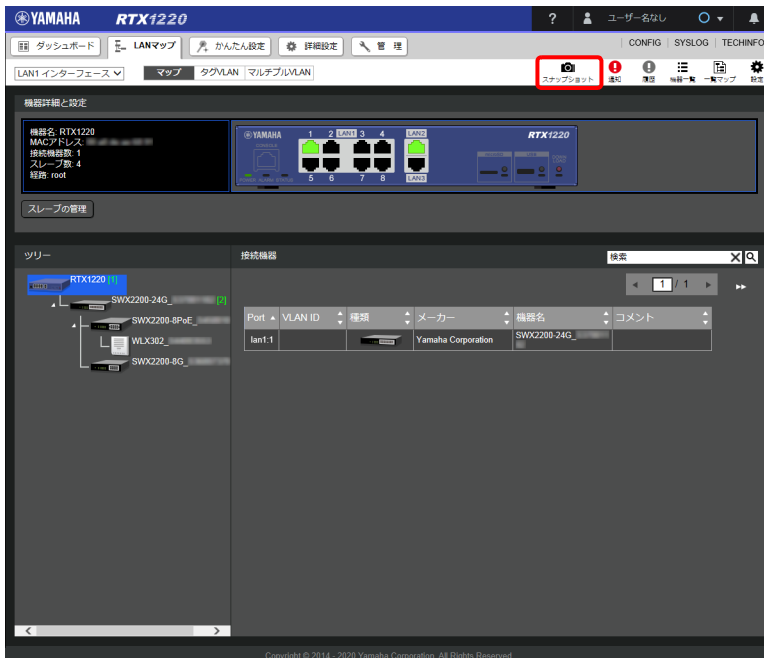 YAMAHA RTX1220 ? ユーザー名なし
ダッシュボード LANマップ かんたん設定 詳細設定 管 理 CONFIG SYSLOG TECHINFO
LAN1 インターフェース マップ タグVLAN マルチプルVLAN スナップショット 通知 履歴 機器一覧 一覧マップ 設定
機器詳細と設定
機器名: RTX1220
MACアドレス:
接続機器数: 1
スレーブ数: 4
経路: root
YAMAHA 1 2 LAN1 3 4 LAN2 RTX1220
CONSOLE
POWER ALARM STATUS 5 6 7 8 LAN3
スレーブの管理
ツリー 接続機器 検索
RTX1220 [1] 1 / 1
SWX2200-24G_ [2]
SWX2200-8PoE_
WLX302_
SWX2200-8G_
Port VLAN ID 種類 メーカー 機器名 コメント
lan1:1 Yamaha Corporation SWX2200-24G_
Copyright © 2014 - 2020 Yamaha Corporation. All Rights Reserved.